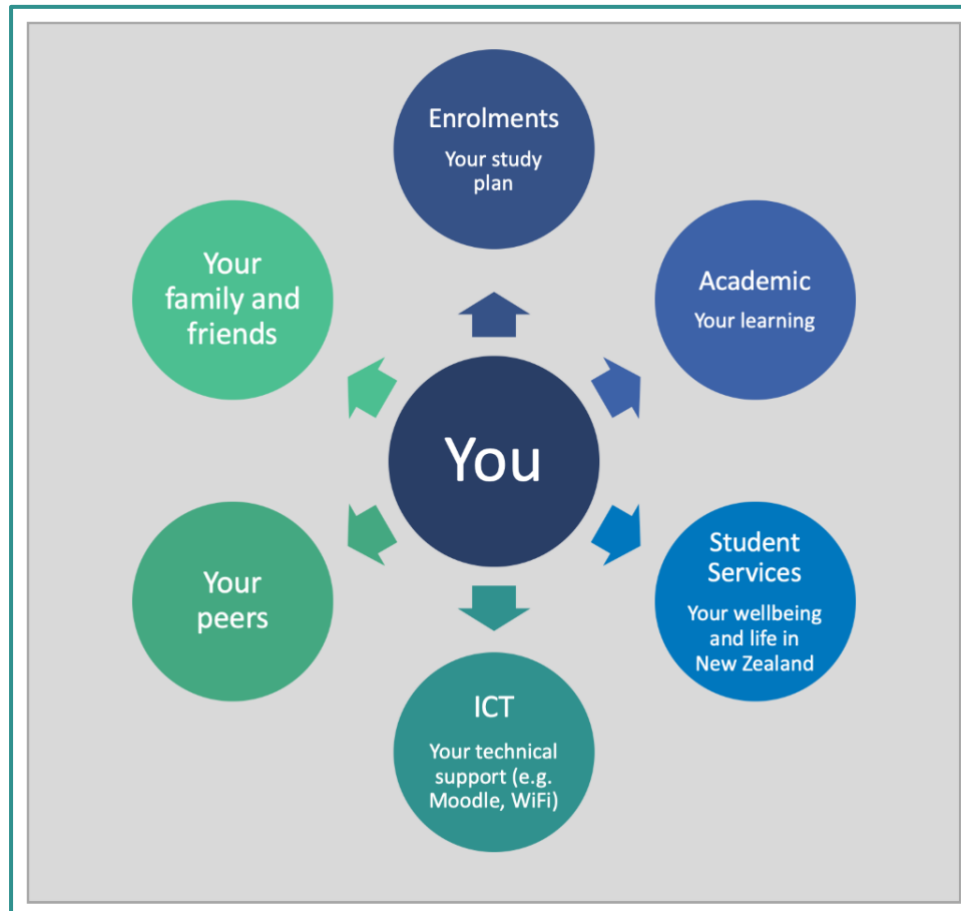 Enrolments
Your study
plan
Academic
Your learning
Student
Services
Your wellbeing
and life in
New Zealand
ICT
Your technical
support (e.g.
Moodle, WiFi)
Your
peers
Your
family and
friends
You